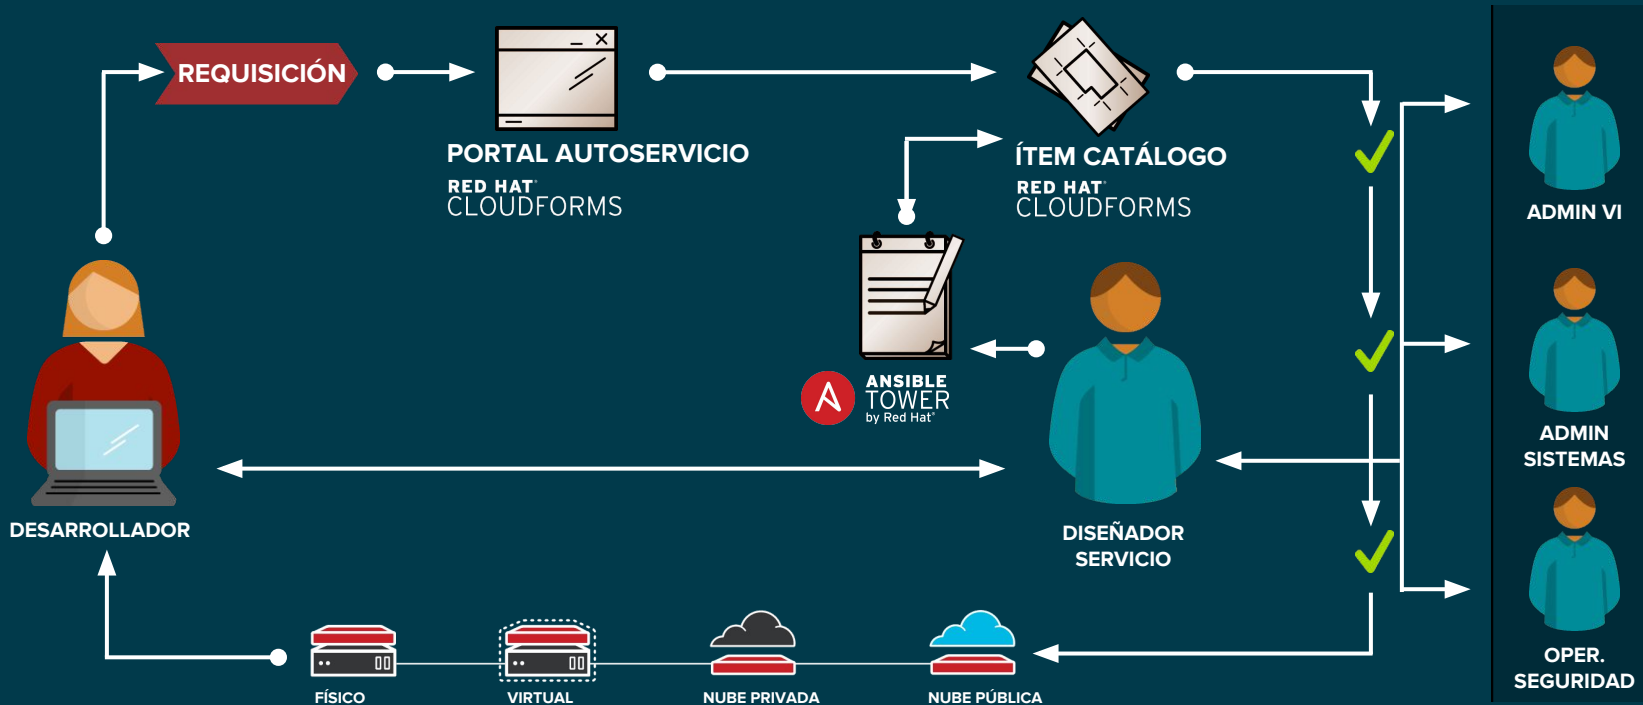 REQUISICIÓN
PORTAL AUTOSERVICIO
RED HAT®
CLOUDFORMS
ÍTEM CATÁLOGO
RED HAT®
CLOUDFORMS
ADMIN VI
ANSIBLE
TOWER
by Red Hat®
ADMIN
SISTEMAS
DESARROLLADOR
DISEÑADOR
SERVICIO
OPER.
SEGURIDAD
FÍSICO
VIRTUAL
NUBE PRIVADA
NUBE PÚBLICA